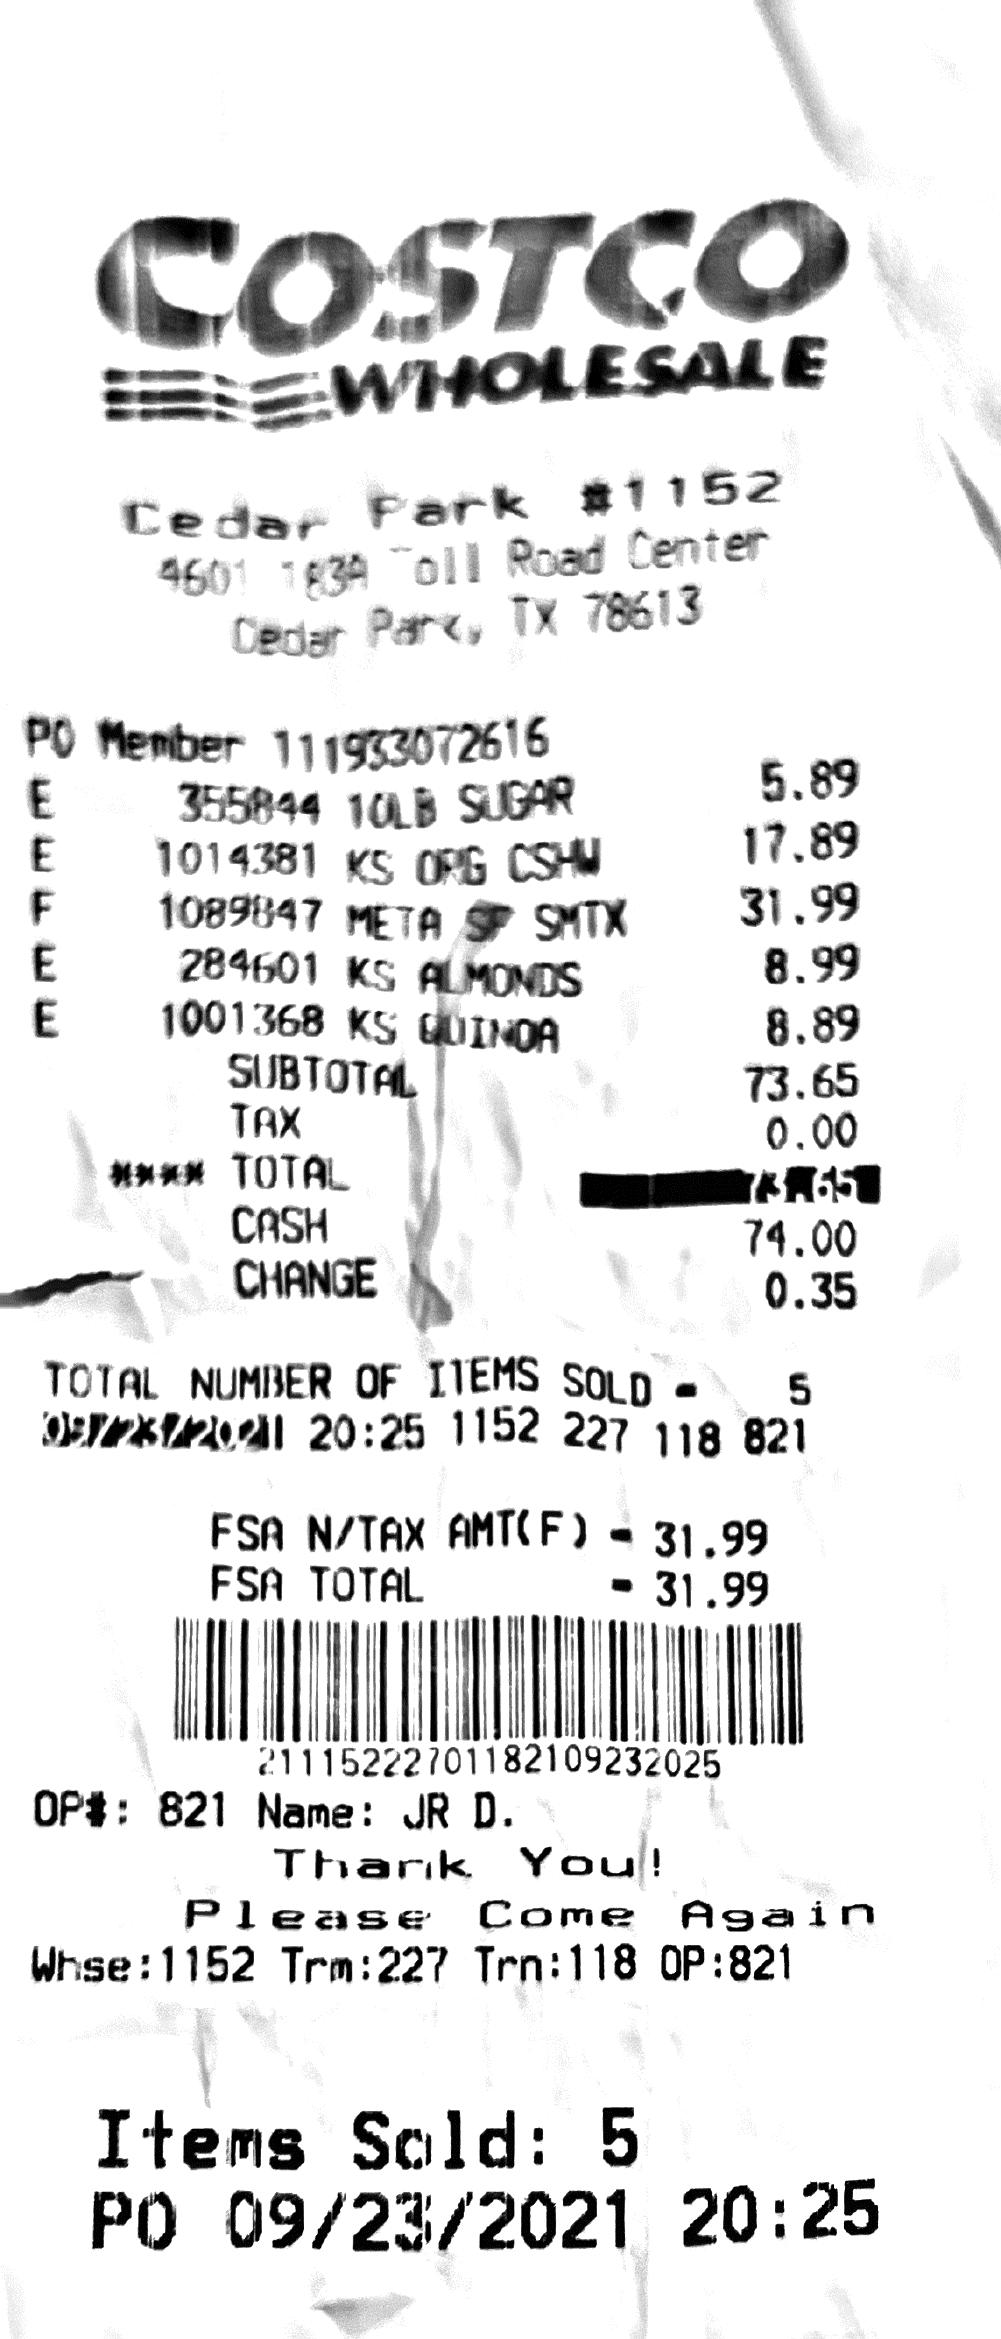 COSTCO
WHOLESALE
Cedar Park #1152
4601 183A Toll Road Center
Cedar Park, TX 78613
PO Member 111933072616
E 355844 10LB SUGAR 5.89
E 1014381 KS ORG CSHW 17.89
F 1089847 META SF SMTX 31.99
E 284601 KS ALMONDS 8.99
E 1001368 KS QUINOA 8.89
SUBTOTAL 73.65
TAX 0.00
**** TOTAL
CASH 74.00
CHANGE 0.35
TOTAL NUMBER OF ITEMS SOLD = 5
20:25 1152 227 118 821
FSA N/TAX AMT(F) = 31.99
FSA TOTAL = 31.99
21115222701182109232025
OP#: 821 Name: JR D.
Thank You!
Please Come Again
Whse:1152 Trm:227 Trn:118 OP:821
Items Sold: 5
PO 09/23/2021 20:25